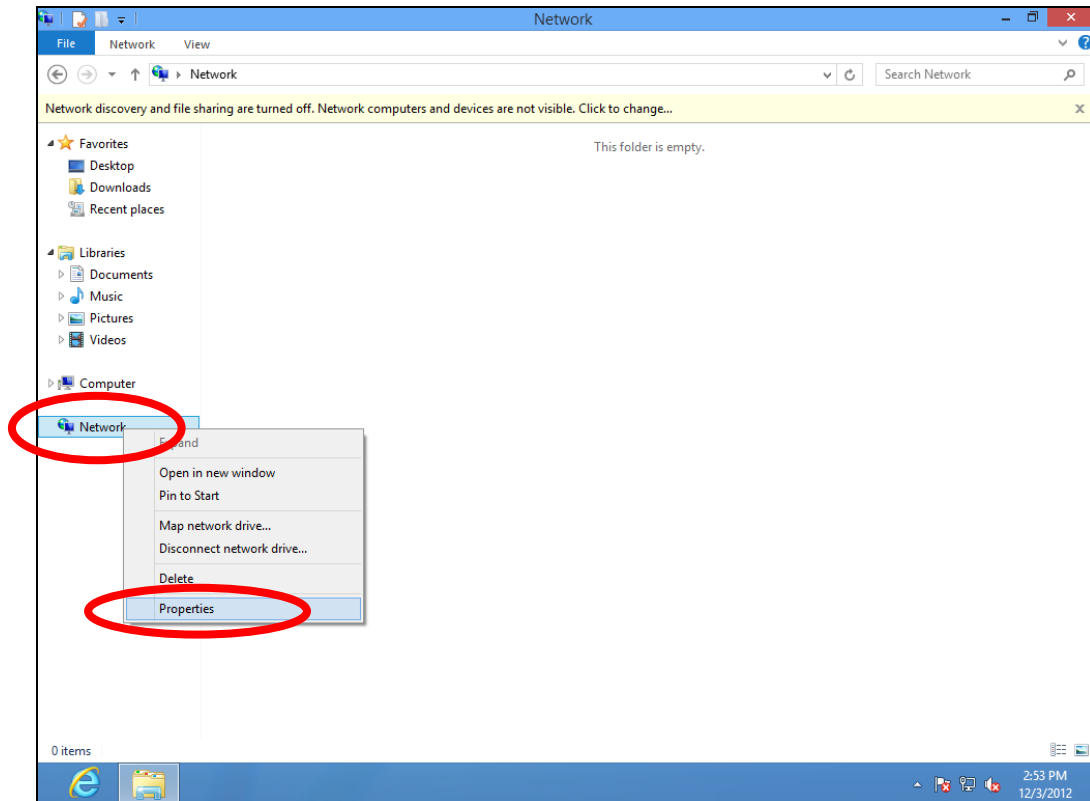 Network
File Network View
Network
Search Network
Network discovery and file sharing are turned off. Network computers and devices are not visible. Click to change...
Favorites
This folder is empty.
Desktop
Downloads
Recent places
Libraries
Documents
Music
Pictures
Videos
Computer
Network
Expand
Open in new window
Pin to Start
Map network drive...
Disconnect network drive...
Delete
Properties
0 items
2:53 PM
12/3/2012